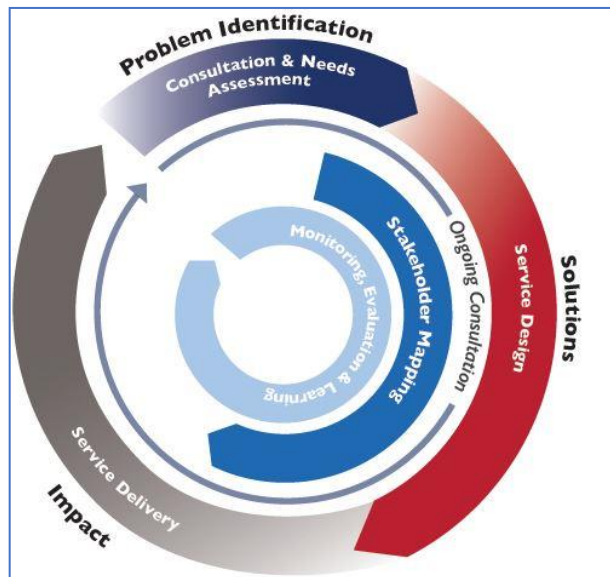 Problem Identification
Consultation & Needs
Assessment
Solutions
Service Design
Ongoing Consultation
Stakeholder Mapping
Monitoring, Evaluation & Learning
Service Delivery
Impact